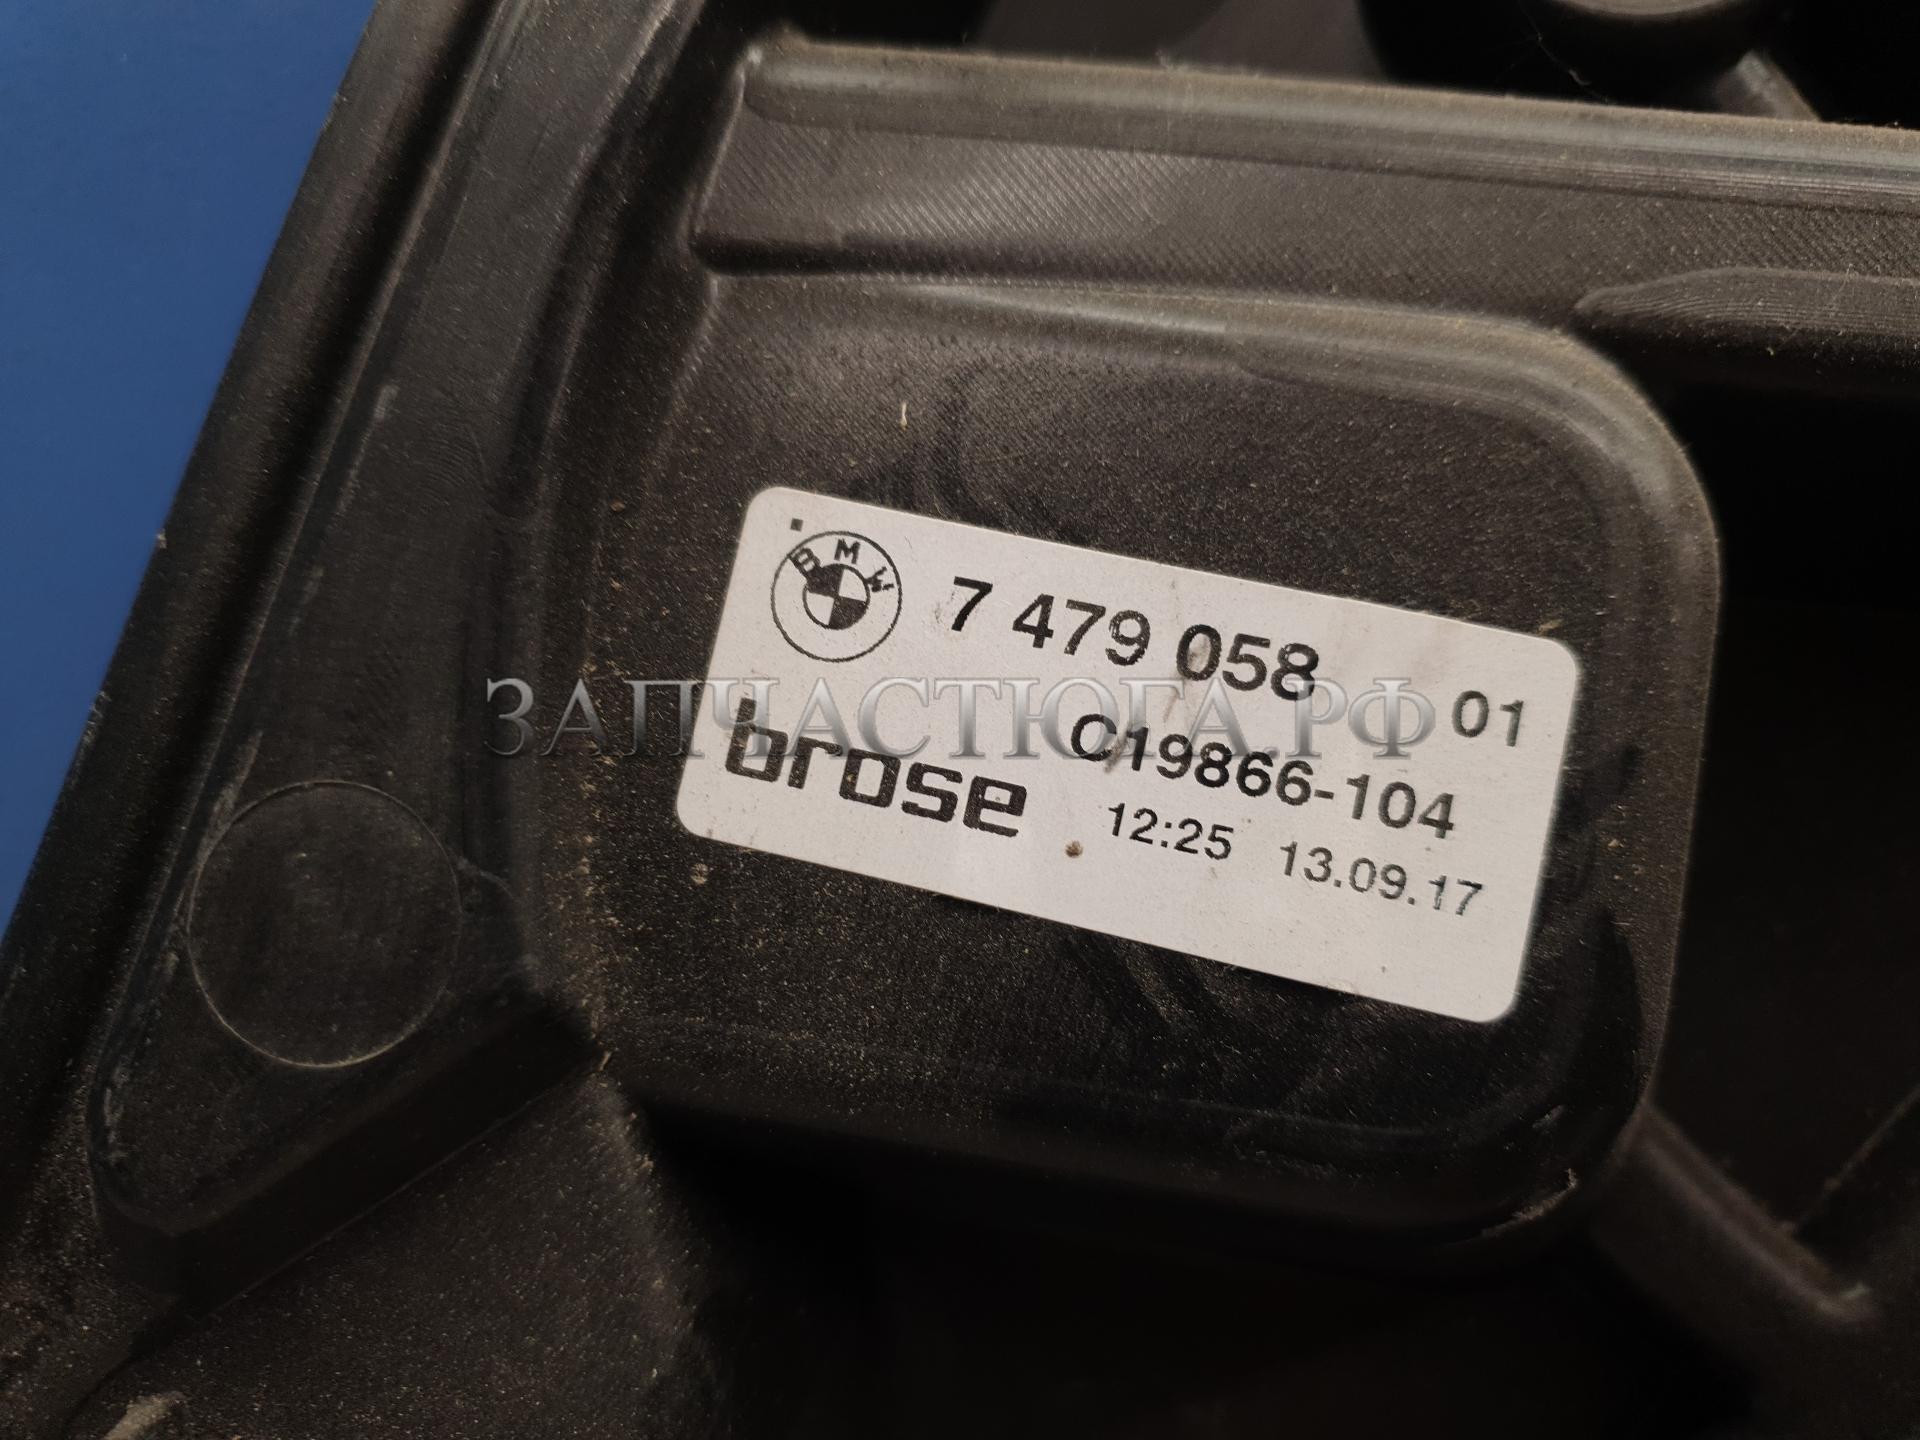 BMW 7 479 058
01
ЗАПЧАСТЮГА.РФ
brose C19866-104
12:25 13.09.17